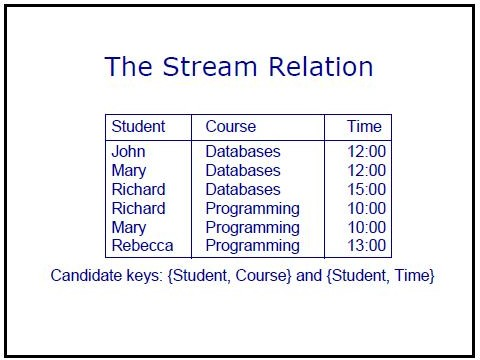 The Stream Relation
Student Course Time
John Databases 12:00
Mary Databases 12:00
Richard Databases 15:00
Richard Programming 10:00
Mary Programming 10:00
Rebecca Programming 13:00
Candidate keys: {Student, Course} and {Student, Time}